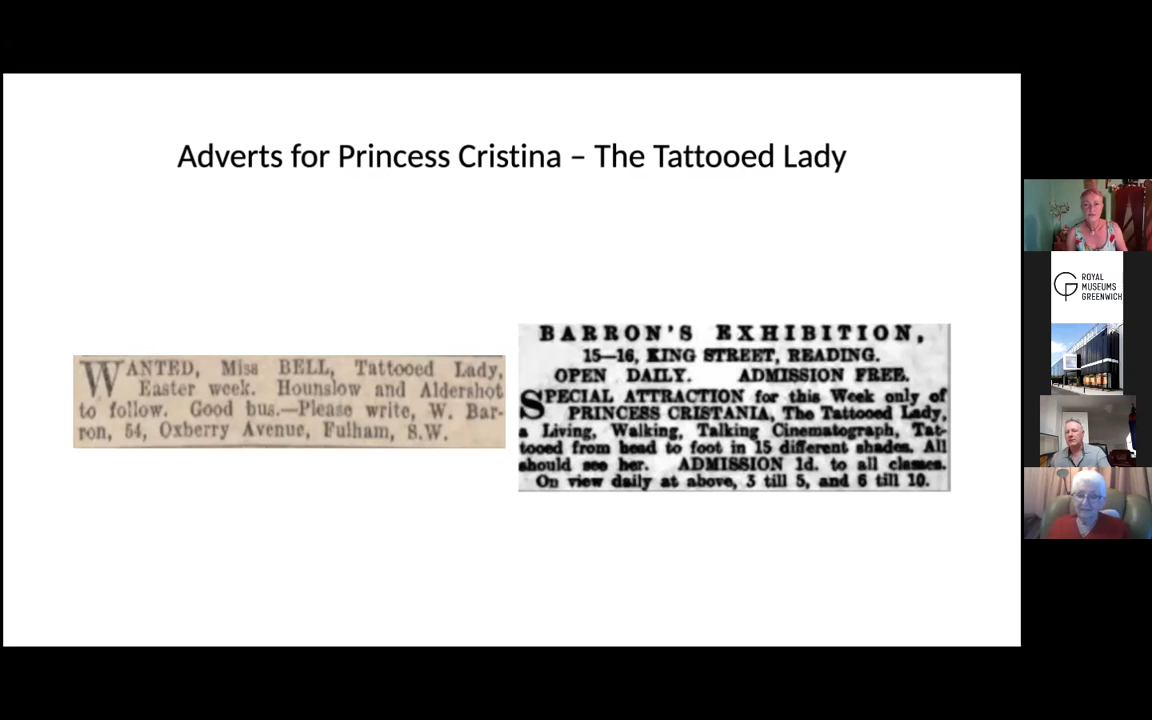 Adverts for Princess Cristina – The Tattooed Lady
WANTED, Miss BELL, Tattooed Lady,
Easter week. Hounslow and Aldershot
to follow. Good bus.—Please write, W. Bar-
ron, 54, Oxberry Avenue, Fulham, S.W.
BARRON'S EXHIBITION,
15—16, KING STREET, READING.
OPEN DAILY. ADMISSION FREE.
SPECIAL ATTRACTION for this Week only of
PRINCESS CRISTANIA, The Tattooed Lady,
a Living, Walking, Talking Cinematograph, Tat-
tooed from head to foot in 15 different shades. All
should see her. ADMISSION 1d. to all classes.
On view daily at above, 3 till 5, and 6 till 10.
ROYAL
MUSEUMS
GREENWICH